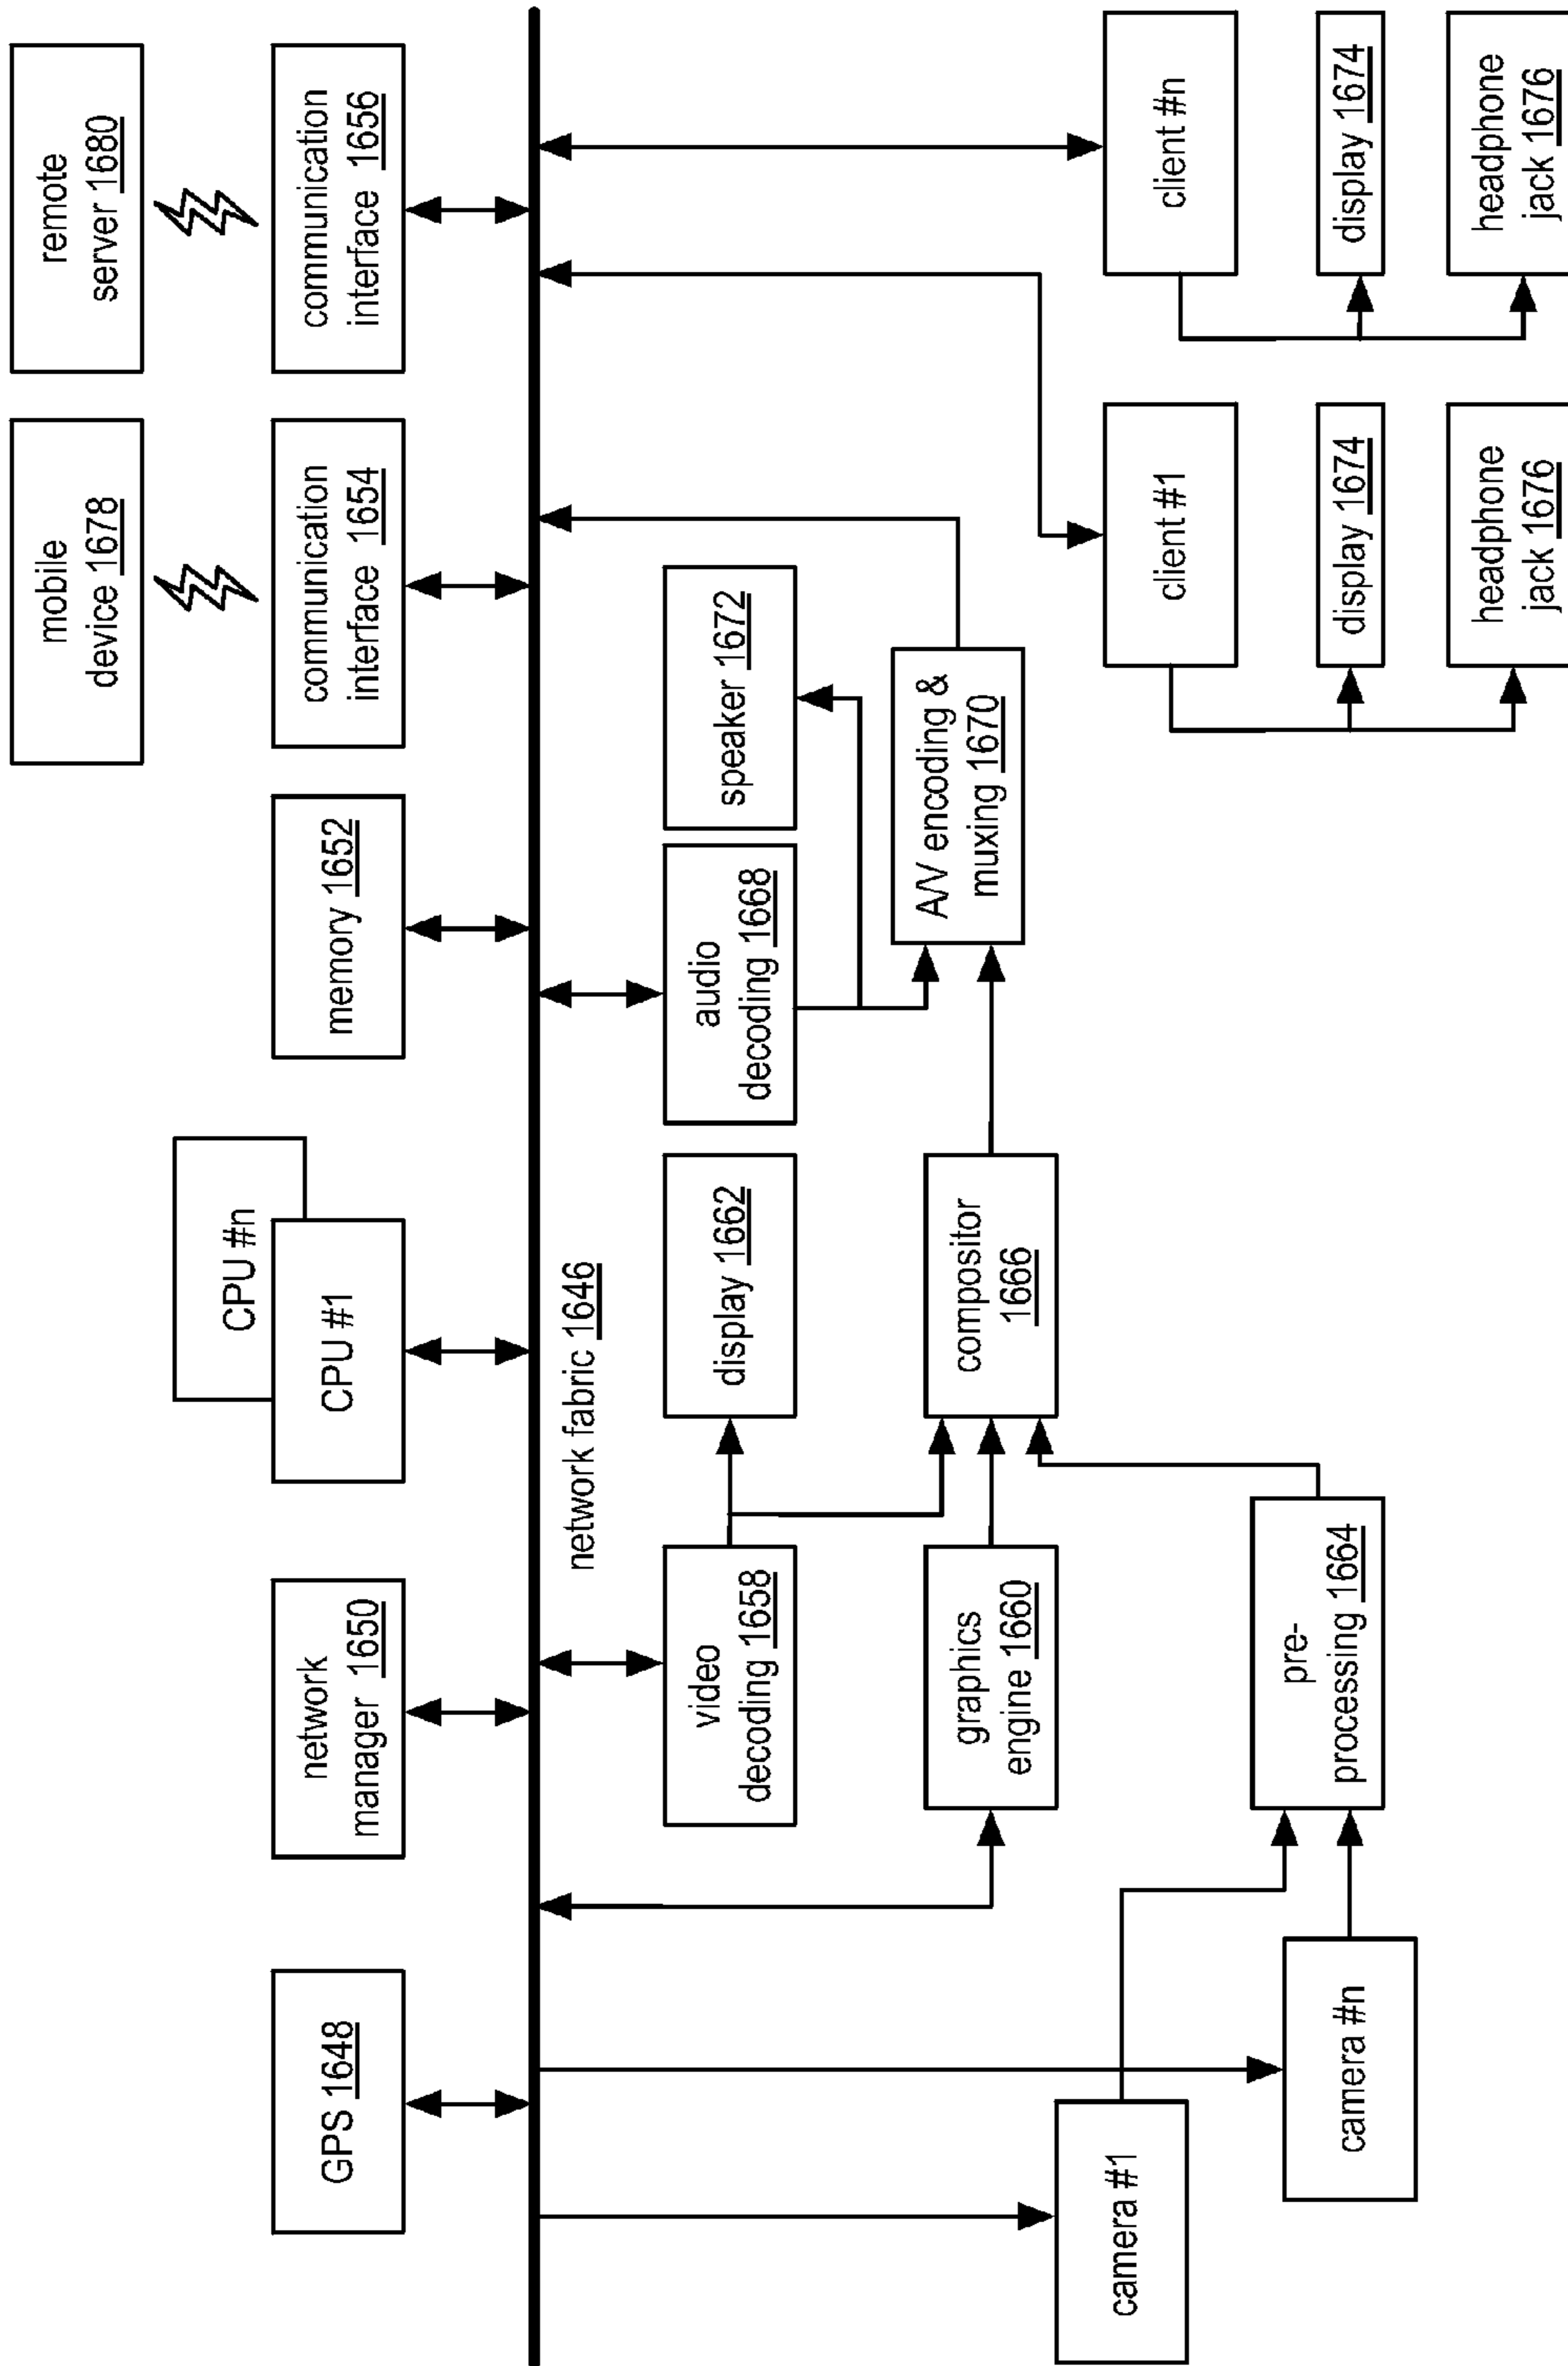 mobile
device 1678
remote
server 1680
GPS 1648
network
manager 1650
CPU #n
CPU #1
memory 1652
communication
interface 1654
communication
interface 1656
network fabric 1646
video
decoding 1658
display 1662
audio
decoding 1668
speaker 1672
graphics
engine 1660
compositor
1666
A/V encoding &
muxing 1670
camera #1
camera #n
pre-
processing 1664
client #1
display 1674
headphone
jack 1676
client #n
display 1674
headphone
jack 1676